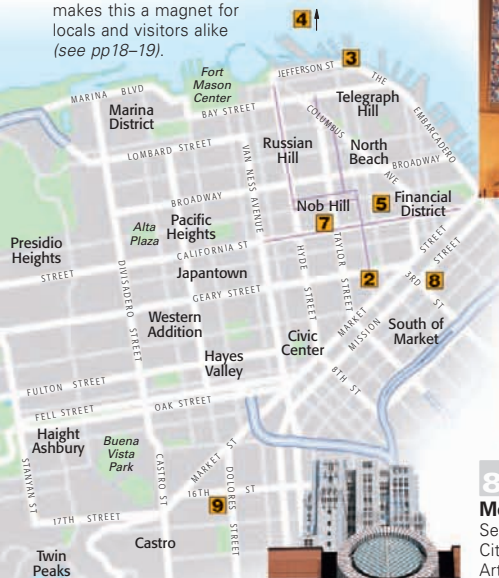 makes this a magnet for
locals and visitors alike
(see pp18–19).
4
3
JEFFERSON ST
THE
EMBARCADERO
Fort
Mason
Center
MARINA BLVD
Marina
District
BAY STREET
Telegraph
Hill
COLUMBUS
AVE
LOMBARD STREET
VAN NESS AVENUE
Russian
Hill
North
Beach
BROADWAY
BROADWAY
Nob Hill
5
Financial
District
7
Alta
Plaza
Pacific
Heights
Presidio
Heights
CALIFORNIA ST
STREET
STREET
STREET
Japantown
HYDE
STREET
TAYLOR
STREET
2
8
3RD
ST
DIVISADERO
STREET
GEARY STREET
Western
Addition
MARKET
MISSION
South of
Market
Civic
Center
Hayes
Valley
8TH ST
FULTON STREET
FELL STREET
OAK STREET
Haight
Ashbury
Buena
Vista
Park
STANYAN ST
CASTRO ST
MARKET ST
DOLORES
STREET
16TH
ST
9
17TH STREET
Castro
Twin
Peaks
8
Se
Cit
Art